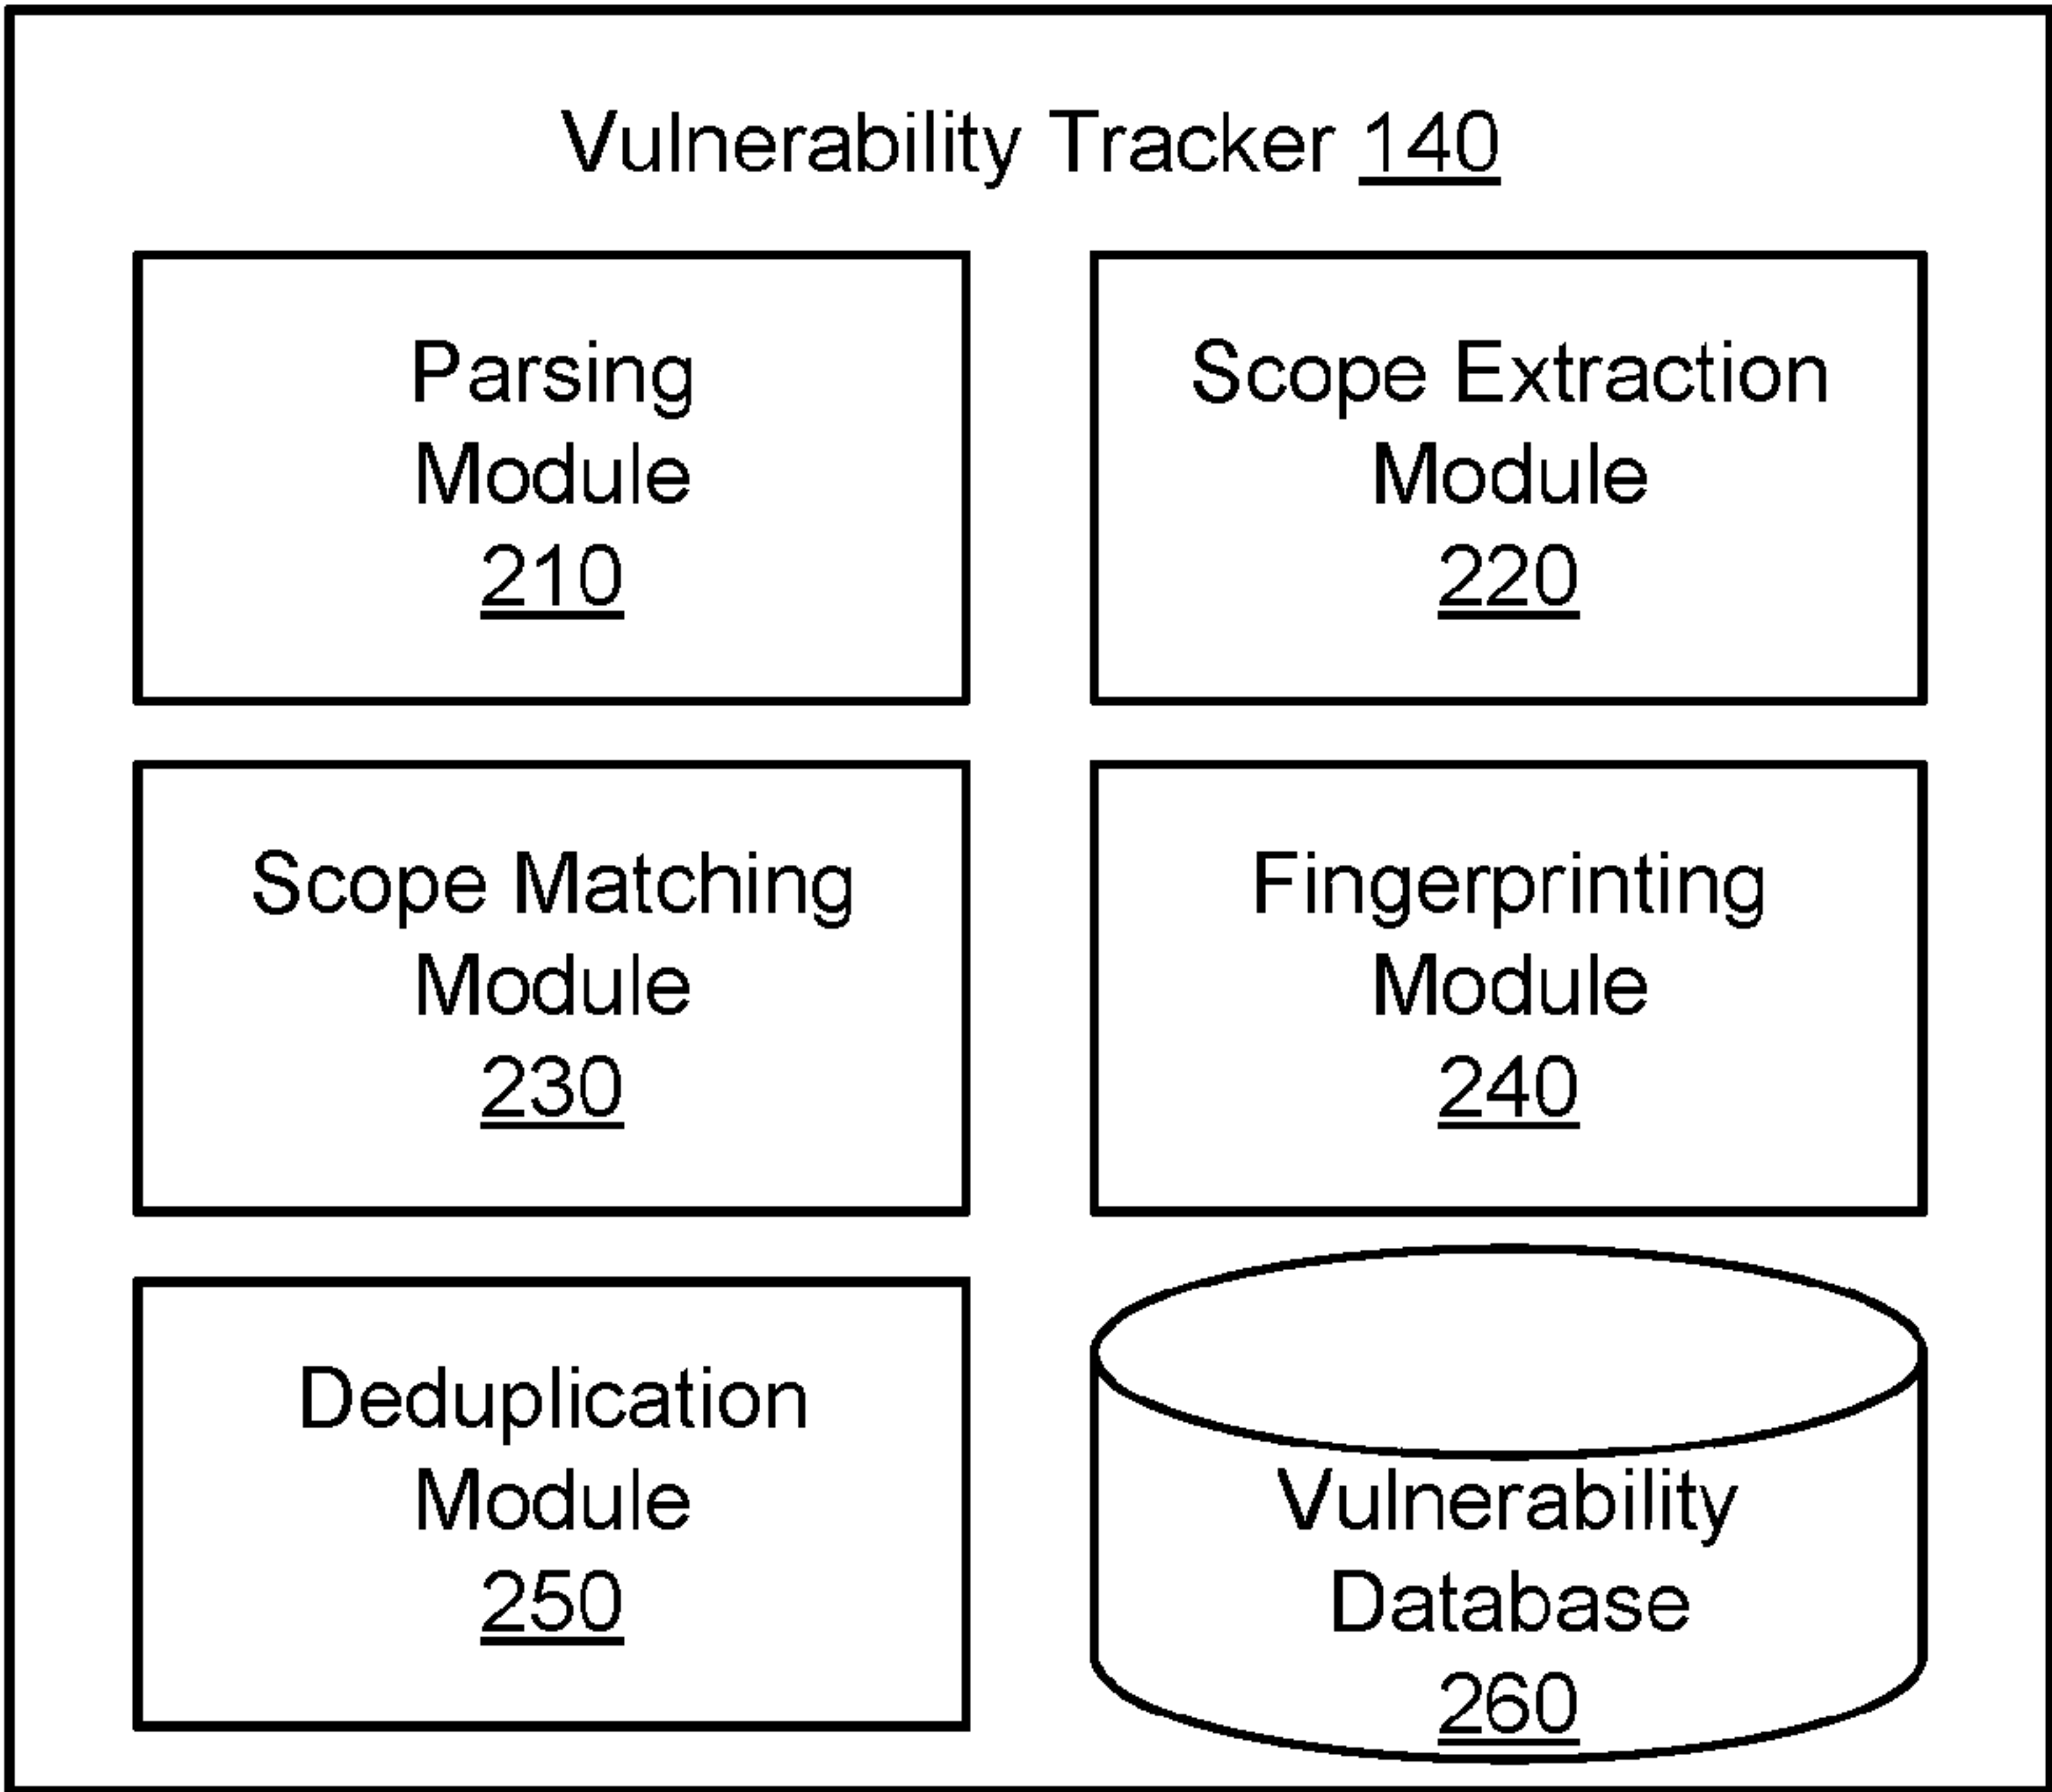 Vulnerability Tracker 140
Parsing
Module
210
Scope Extraction
Module
220
Scope Matching
Module
230
Fingerprinting
Module
240
Deduplication
Module
250
Vulnerability
Database
260